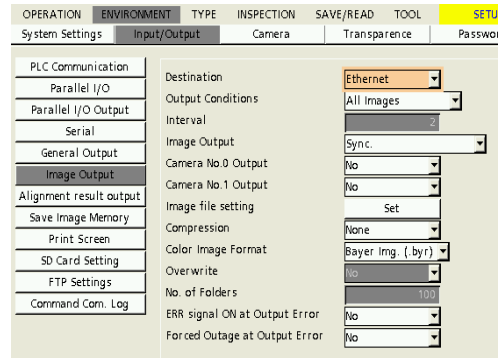 OPERATION ENVIRONMENT TYPE INSPECTION SAVE/READ TOOL SETU
System Settings Input/Output Camera Transparence Passwor
PLC Communication
Parallel I/O
Parallel I/O Output
Serial
General Output
Image Output
Alignment result output
Save Image Memory
Print Screen
SD Card Setting
FTP Settings
Command Com. Log
Destination Ethernet
Output Conditions All Images
Interval 2
Image Output Sync.
Camera No.0 Output No
Camera No.1 Output No
Image file setting Set
Compression None
Color Image Format Bayer Img. (.byr)
Overwrite No
No. of Folders 100
ERR signal ON at Output Error No
Forced Outage at Output Error No